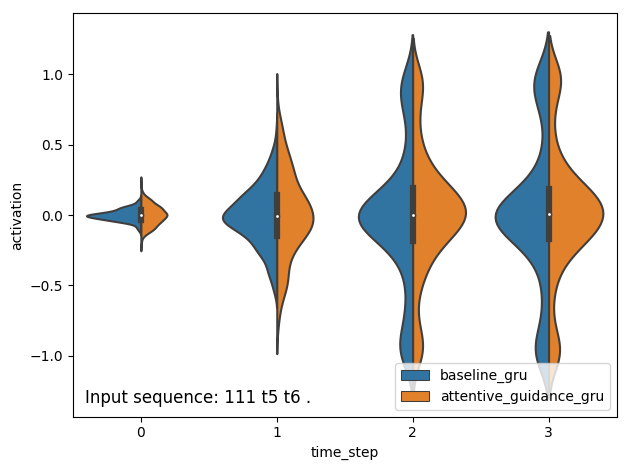 1.0
0.5
0.0
−0.5
−1.0
activation
Input sequence: 111 t5 t6 .
baseline_gru
attentive_guidance_gru
0 1 2 3
time_step